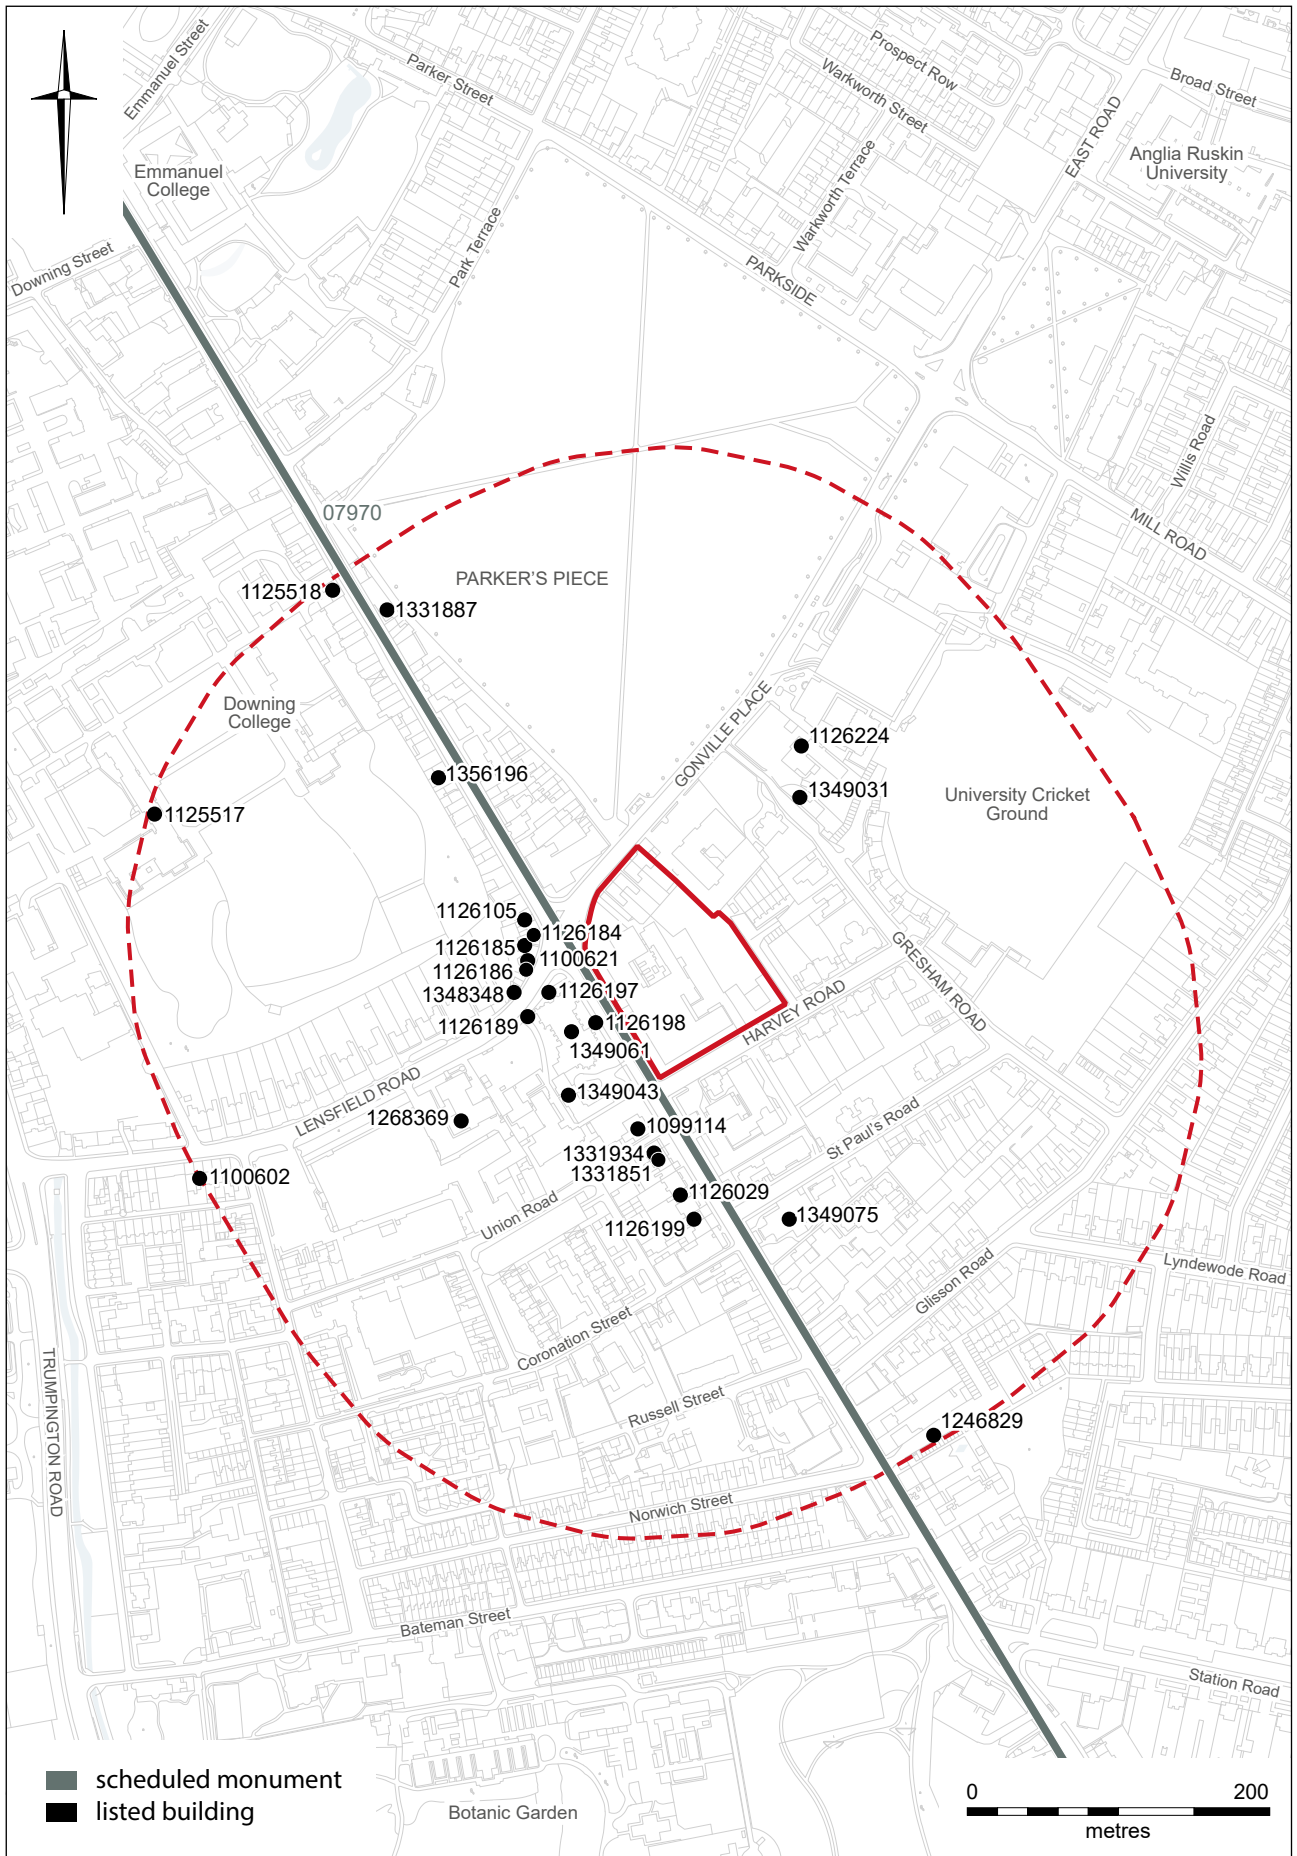 Emmanuel Street
Parker Street
Prospect Row
Warkworth Street
Broad Street
EAST ROAD
Anglia Ruskin
University
Emmanuel
College
Warkworth Terrace
Park Terrace
Downing Street
PARKSIDE
Willis Road
MILL ROAD
07970
PARKER'S PIECE
1125518
1331887
Downing
College
GONVILLE PLACE
1126224
1356196
1349031
University Cricket
Ground
1125517
1126105
1126184
1126185
1100621
1126186
1348348
1126197
1126189
1126198
1349061
GRESHAM ROAD
HARVEY ROAD
LENSFIELD ROAD
1349043
1268369
1099114
St Paul's Road
1331934
1331851
1100602
1126029
Union Road
1126199
1349075
Lyndewode Road
Glisson Road
Coronation Street
TRUMPINGTON ROAD
Russell Street
1246829
Norwich Street
Bateman Street
Station Road
scheduled monument
listed building
Botanic Garden
0 200
metres